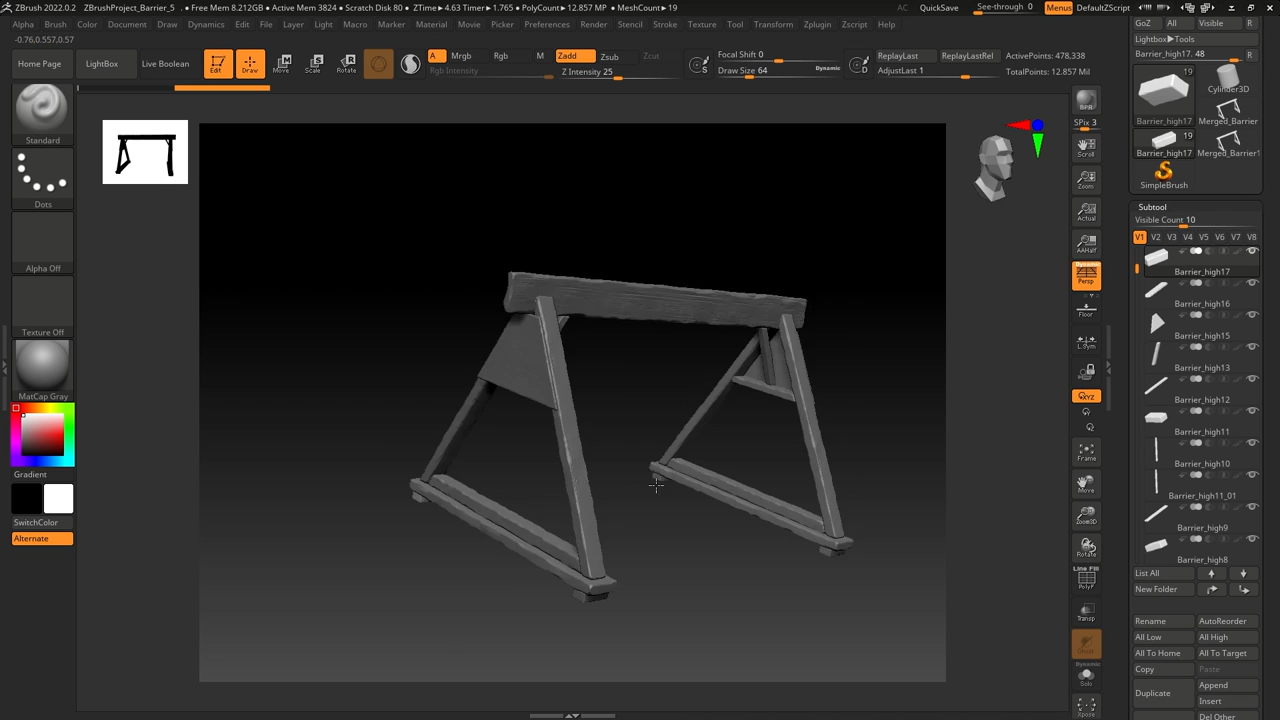 ZBrush 2022.0.2 ZBrushProject_Barrier_5 • Free Mem 8.212GB • Active Mem 3824 • Scratch Disk 80 • ZTime▸4.63 Timer▸1.765 • PolyCount▸12.857 MP • MeshCount▸19 AC QuickSave See-through 0 Menus DefaultZScript
Alpha Brush Color Document Draw Dynamics Edit File Layer Light Macro Marker Material Movie Picker Preferences Render Stencil Stroke Texture Tool Transform Zplugin Zscript Help
GoZ All Visible R
-0.76,0.557,0.57
Lightbox▸Tools
Home Page LightBox Live Boolean Edit Draw Move Scale Rotate
A Mrgb Rgb M Zadd Zsub Zcut
Rgb Intensity Z Intensity 25
S Focal Shift 0
Draw Size 64 Dynamic
D ReplayLast ReplayLastRel ActivePoints: 478,338
AdjustLast 1 TotalPoints: 12.857 Mil
Barrier_high17. 48 R
19
Barrier_high17 Cylinder3D
19
Barrier_high17 Merged_Barrier
Merged_Barrier1
SimpleBrush
Standard
Dots
Alpha Off
Texture Off
MatCap Gray
Gradient
SwitchColor
Alternate
BPR
SPix 3
Scroll
Zoom
Actual
AAHalf
Dynamic
Persp
Floor
L.Sym
XYZ
Frame
Move
Zoom3D
Rotate
Line Fill
PolyF
Transp
Ghost
Dynamic
Solo
Xpose
Subtool
Visible Count 10
V1 V2 V3 V4 V5 V6 V7 V8
Barrier_high17
Barrier_high16
Barrier_high15
Barrier_high13
Barrier_high12
Barrier_high11
Barrier_high10
Barrier_high11_01
Barrier_high9
Barrier_high8
List All
New Folder
Rename AutoReorder
All Low All High
All To Home All To Target
Copy Paste
Duplicate Append
Insert
Del Other